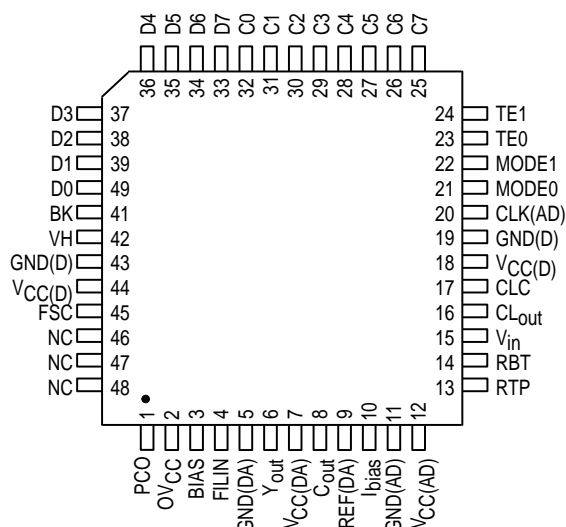 D4 D5 D6 D7 C0 C1 C2 C3 C4 C5 C6 C7
36 35 34 33 32 31 30 29 28 27 26 25
D3 37 24 TE1
D2 38 23 TE0
D1 39 22 MODE1
D0 49 21 MODE0
BK 41 20 CLK(AD)
VH 42 19 GND(D)
GND(D) 43 18 VCC(D)
VCC(D) 44 17 CLC
FSC 45 16 CLout
NC 46 15 Vin
NC 47 14 RBT
NC 48 13 RTP
1 2 3 4 5 6 7 8 9 10 11 12
PCO OVCC BIAS FILIN GND(DA) Yout VCC(DA) Cout REF(DA) Ibias GND(AD) VCC(AD)